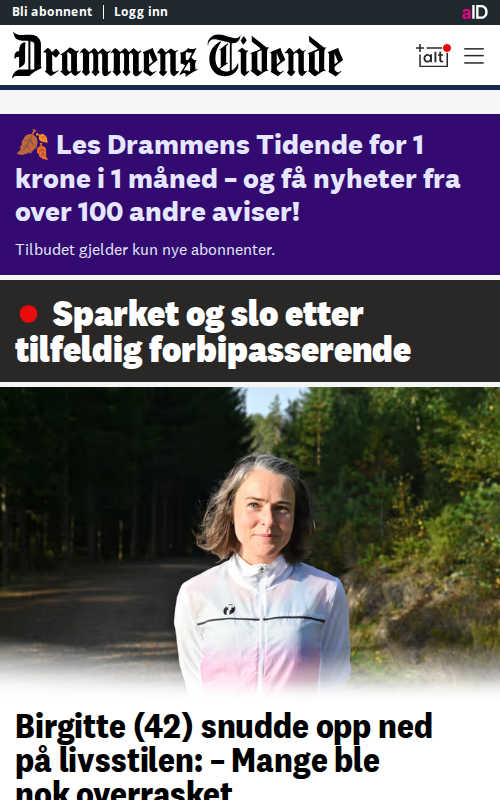 Bli abonnent
Logg inn
aID
Drammens Tidende
+alt
Les Drammens Tidende for 1
krone i 1 måned – og få nyheter fra
over 100 andre aviser!
Tilbudet gjelder kun nye abonnenter.
Sparket og slo etter
tilfeldig forbipasserende
Birgitte (42) snudde opp ned
på livsstilen: – Mange ble
nok overrasket